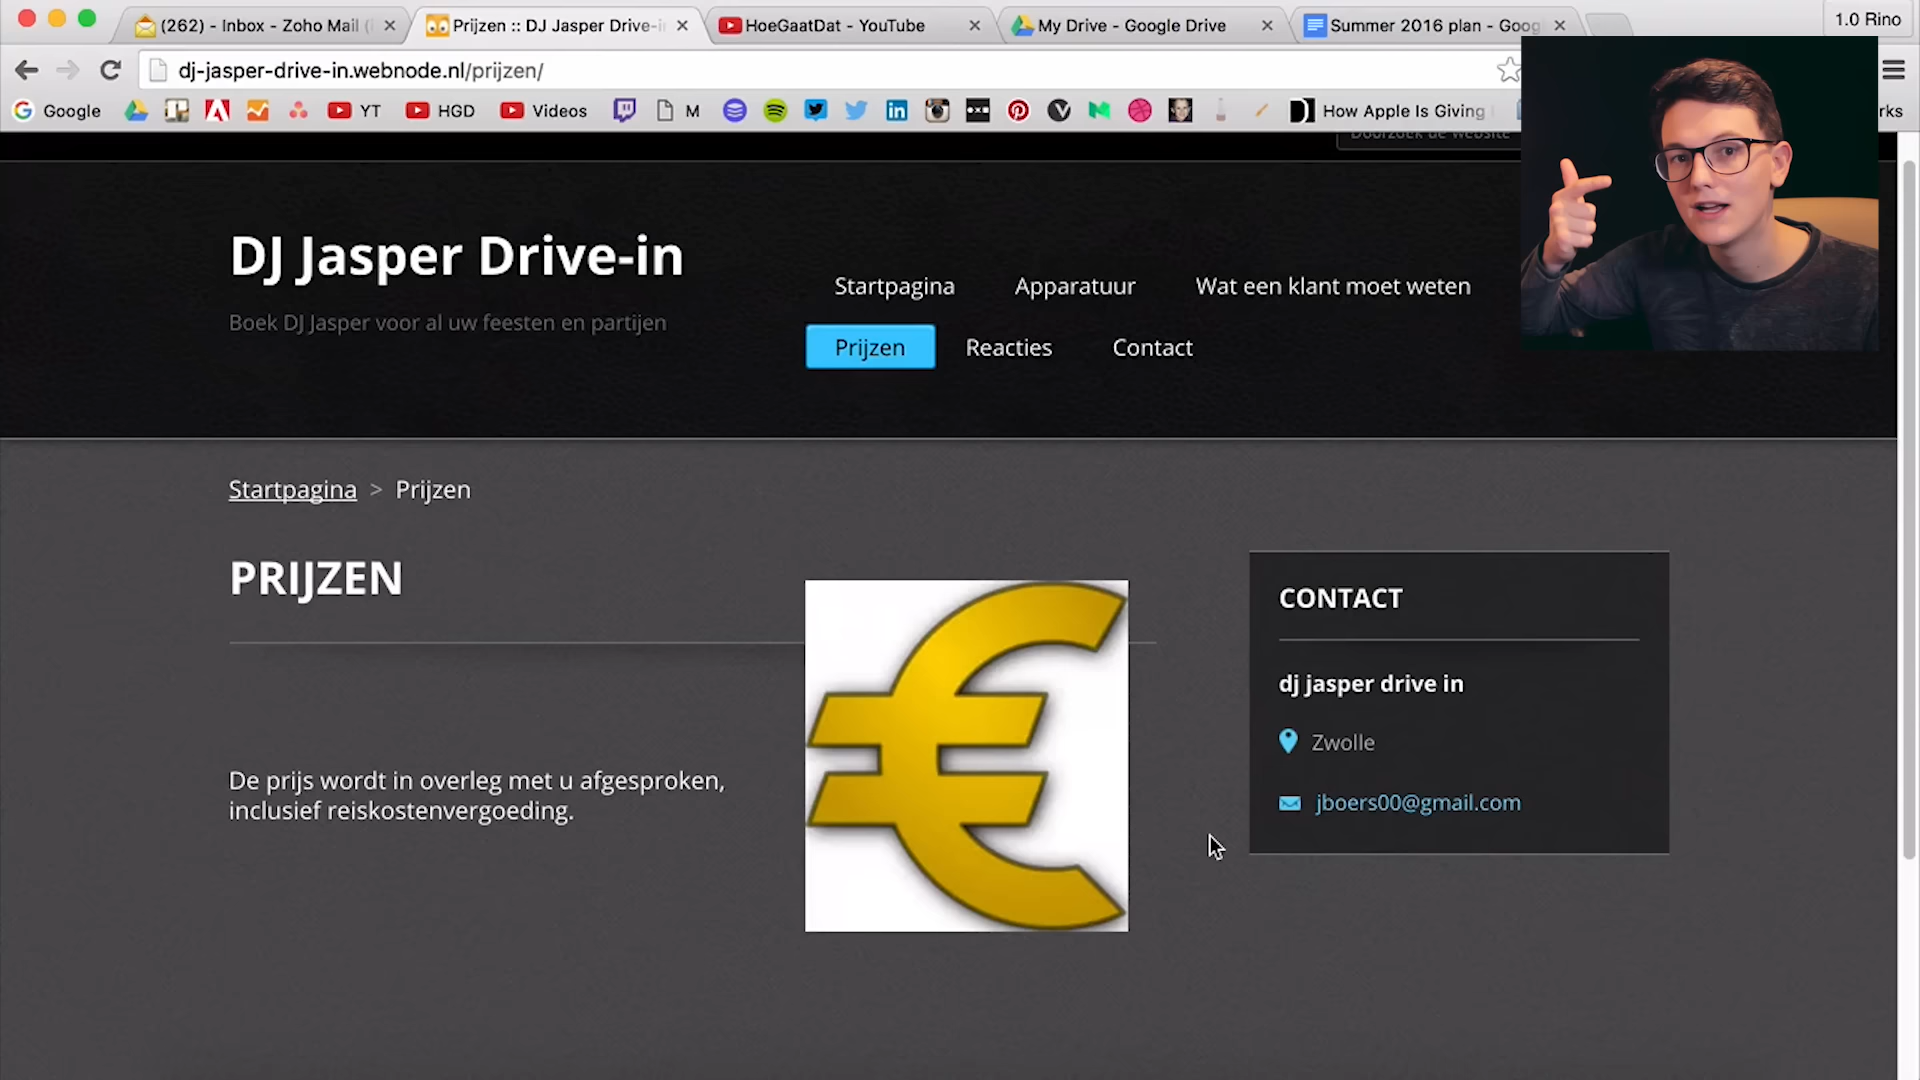 (262) - Inbox - Zoho Mail (
Prijzen :: DJ Jasper Drive-in
HoeGaatDat - YouTube
My Drive - Google Drive
Summer 2016 plan - Goog
1.0 Rino
dj-jasper-drive-in.webnode.nl/prijzen/
Google
YT
HGD
Videos
M
How Apple Is Giving
rks
Doorzoek de website
DJ Jasper Drive-in
Boek DJ Jasper voor al uw feesten en partijen
Startpagina
Apparatuur
Wat een klant moet weten
Prijzen
Reacties
Contact
Startpagina > Prijzen
PRIJZEN
De prijs wordt in overleg met u afgesproken,
inclusief reiskostenvergoeding.
CONTACT
dj jasper drive in
Zwolle
jboers00@gmail.com